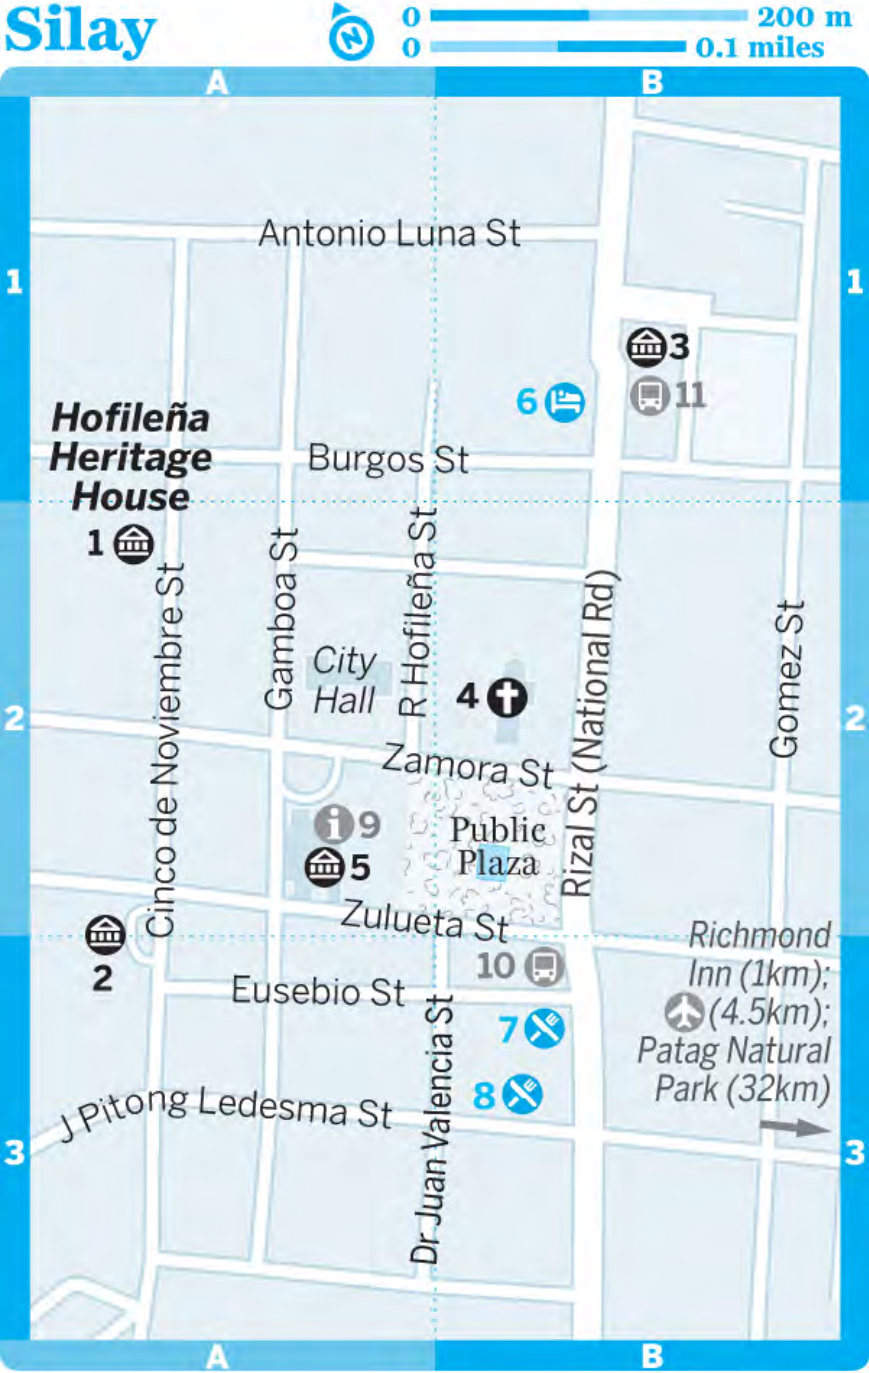 Silay
N
0 200 m
0 0.1 miles
A B
Antonio Luna St
1 1
3
6 11
Hofileña
Heritage
House
Burgos St
1
Cinco de Noviembre St
Gamboa St
R Hofileña St
Rizal St (National Rd)
Gomez St
City
Hall
4
2 2
Zamora St
9
Public
Plaza
5
Zulueta St
2
10
Richmond
Inn (1km);
(4.5km);
Patag Natural
Park (32km)
Eusebio St
7
8
J Pitong Ledesma St
Dr Juan Valencia St
3 3
A B